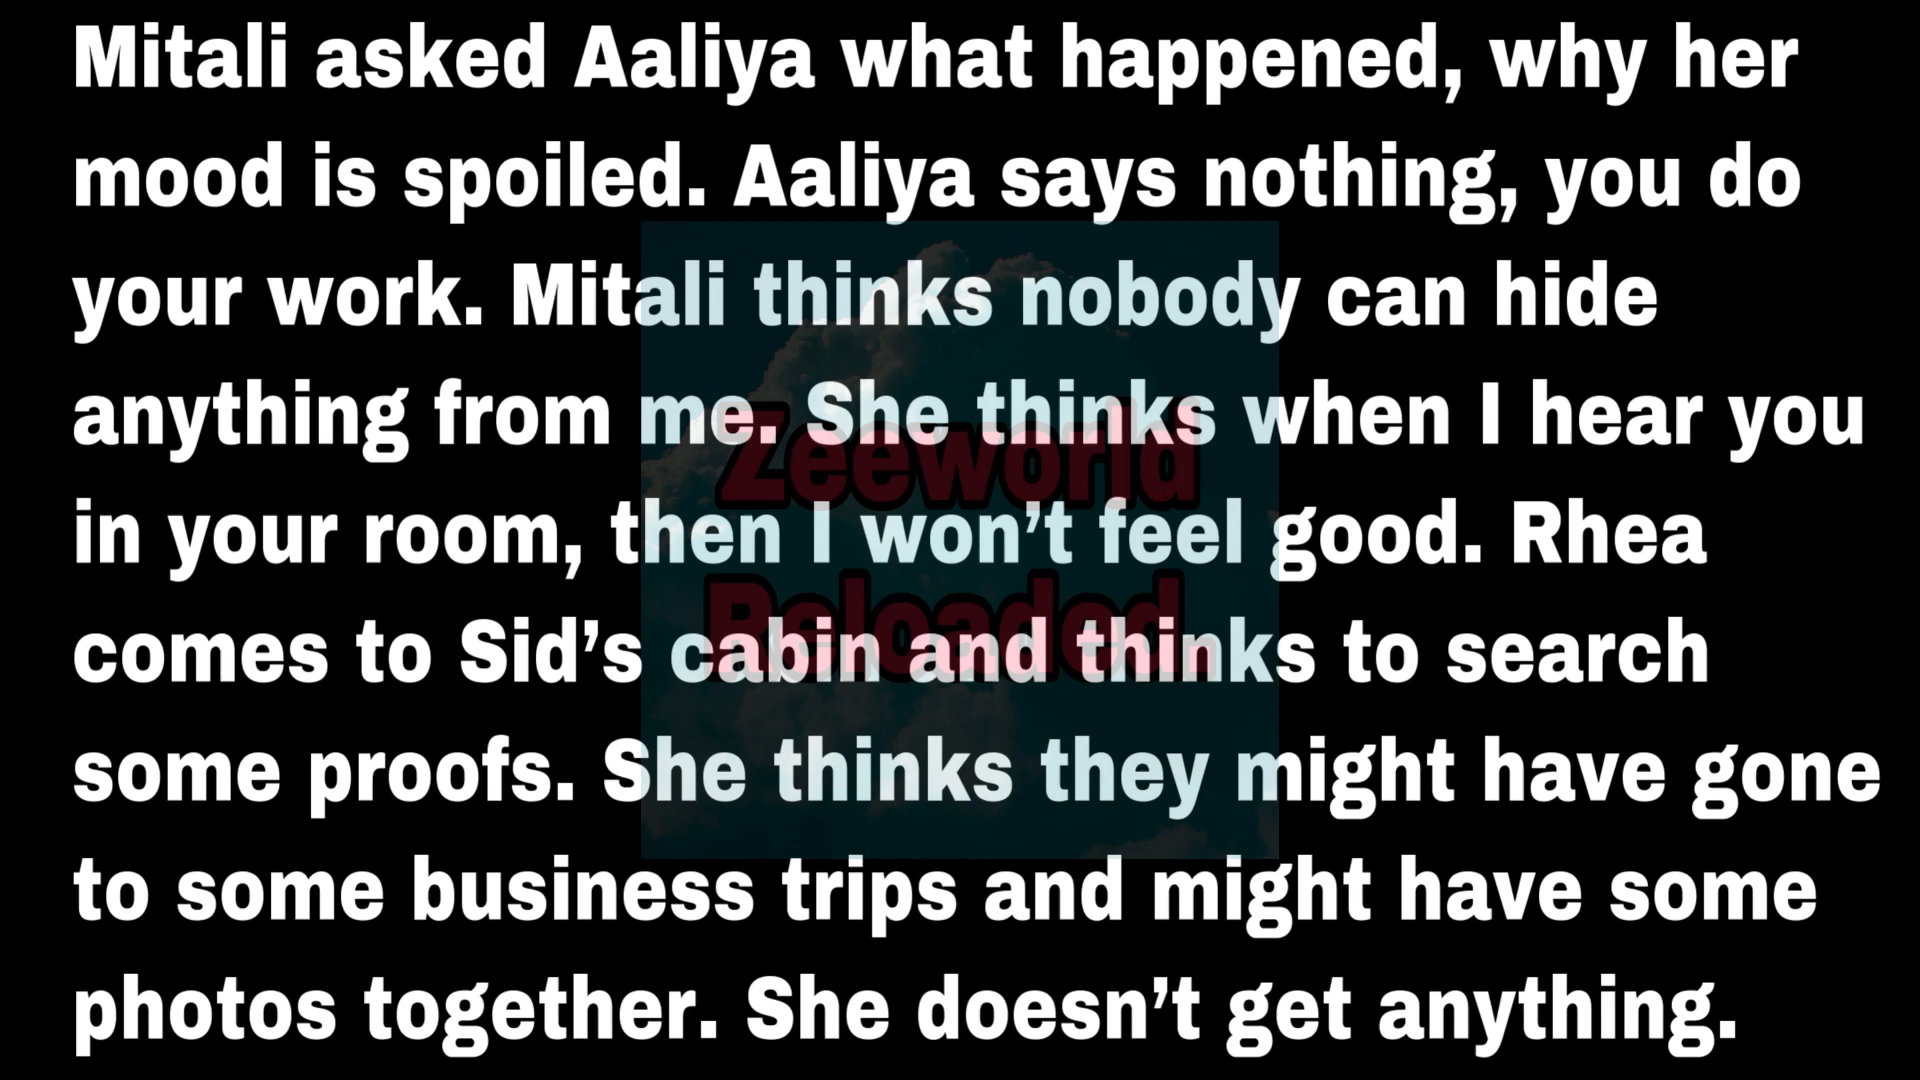 Mitali asked Aaliya what happened, why her
mood is spoiled. Aaliya says nothing, you do
your work. Mitali thinks nobody can hide
anything from me. She thinks when I hear you
in your room, then I won’t feel good. Rhea
comes to Sid’s cabin and thinks to search
some proofs. She thinks they might have gone
to some business trips and might have some
photos together. She doesn’t get anything.
Zeeworld
Reloaded.